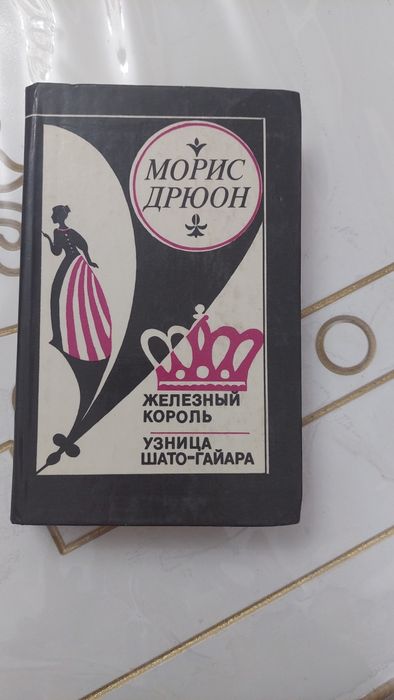 МОРИС
ДРЮОН
ЖЕЛЕЗНЫЙ
КОРОЛЬ
УЗНИЦА
ШАТО-ГАЙАРА